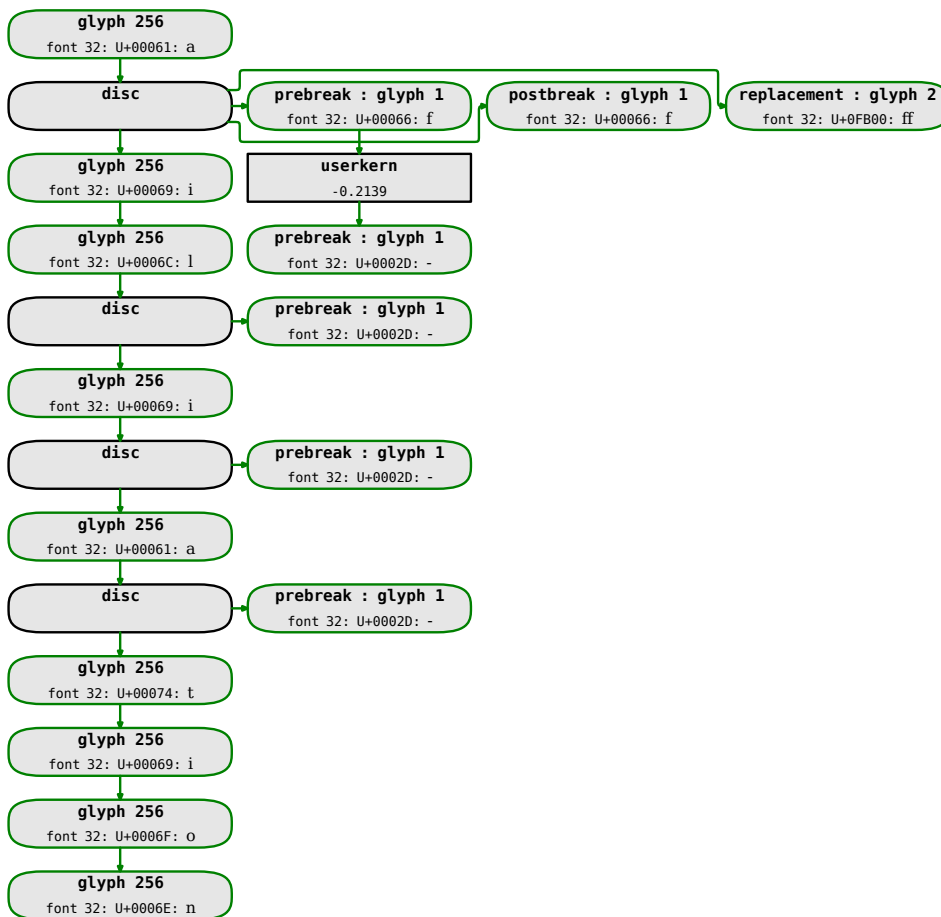 glyph 256
font 32: U+00061: a
disc
prebreak : glyph 1
font 32: U+00066: f
postbreak : glyph 1
font 32: U+00066: f
replacement : glyph 2
font 32: U+0FB00: ff
glyph 256
font 32: U+00069: i
userkern
-0.2139
glyph 256
font 32: U+0006C: l
prebreak : glyph 1
font 32: U+0002D: -
disc
prebreak : glyph 1
font 32: U+0002D: -
glyph 256
font 32: U+00069: i
disc
prebreak : glyph 1
font 32: U+0002D: -
glyph 256
font 32: U+00061: a
disc
prebreak : glyph 1
font 32: U+0002D: -
glyph 256
font 32: U+00074: t
glyph 256
font 32: U+00069: i
glyph 256
font 32: U+0006F: o
glyph 256
font 32: U+0006E: n